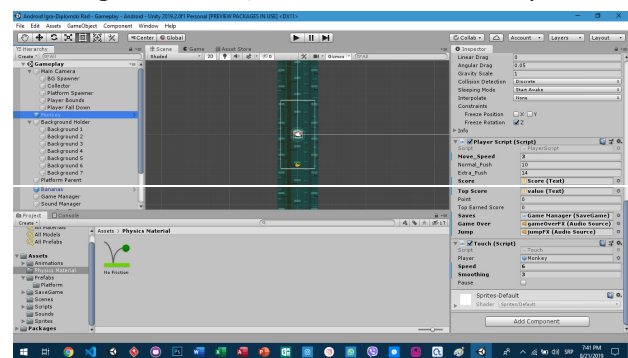 Android Igra-Diplomski Rad - Gameplay - Android - Unity 2019.2.0f1 Personal [PREVIEW PACKAGES IN USE] <DX11>
File Edit Assets GameObject Component Window Help
Center Global Collab Account Layers Layout
Hierarchy Scene Game Asset Store Inspector
Create Shaded 2D Gizmos
Gameplay
Main Camera
BG Spawner
Collector
Platform Spawner
Player Bounds
Player Fall Down
Monkey
Background Holder
Background 1
Background 2
Background 3
Background 4
Background 5
Background 6
Background 7
Platform Parent
Bananas
Game Manager
Sound Manager
Linear Drag 0
Angular Drag 0.05
Gravity Scale 1
Collision Detection Discrete
Sleeping Mode Start Awake
Interpolate None
Constraints
Freeze Position X Y
Freeze Rotation Z
Info
Player Script (Script)
Script PlayerScript
Move_Speed 3
Normal_Push 10
Extra_Push 14
Score Score (Text)
Top Score value (Text)
Point 0
Top Earned Score 0
Saves Game Manager (SaveGame)
Game Over gameOverFX (Audio Source)
Jump jumpFX (Audio Source)
Touch (Script)
Script Touch
Player Monkey
Speed 6
Smoothing 3
Pause
Sprites-Default
Shader Sprites/Default
Add Component
Project Console
Create
All Materials
All Models
All Prefabs
Assets
Animations
Physics Material
Prefabs
Platform
SaveGame
Scenes
Scripts
Sounds
Sprites
Packages
Assets > Physics Material
No Friction
SRP 7:41 PM
8/21/2019